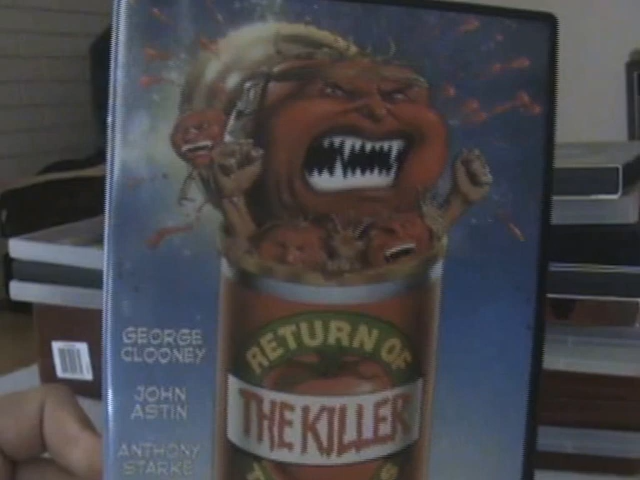 GEORGE
CLOONEY
JOHN
ASTIN
ANTHONY
STARKE
RETURN OF
THE KILLER